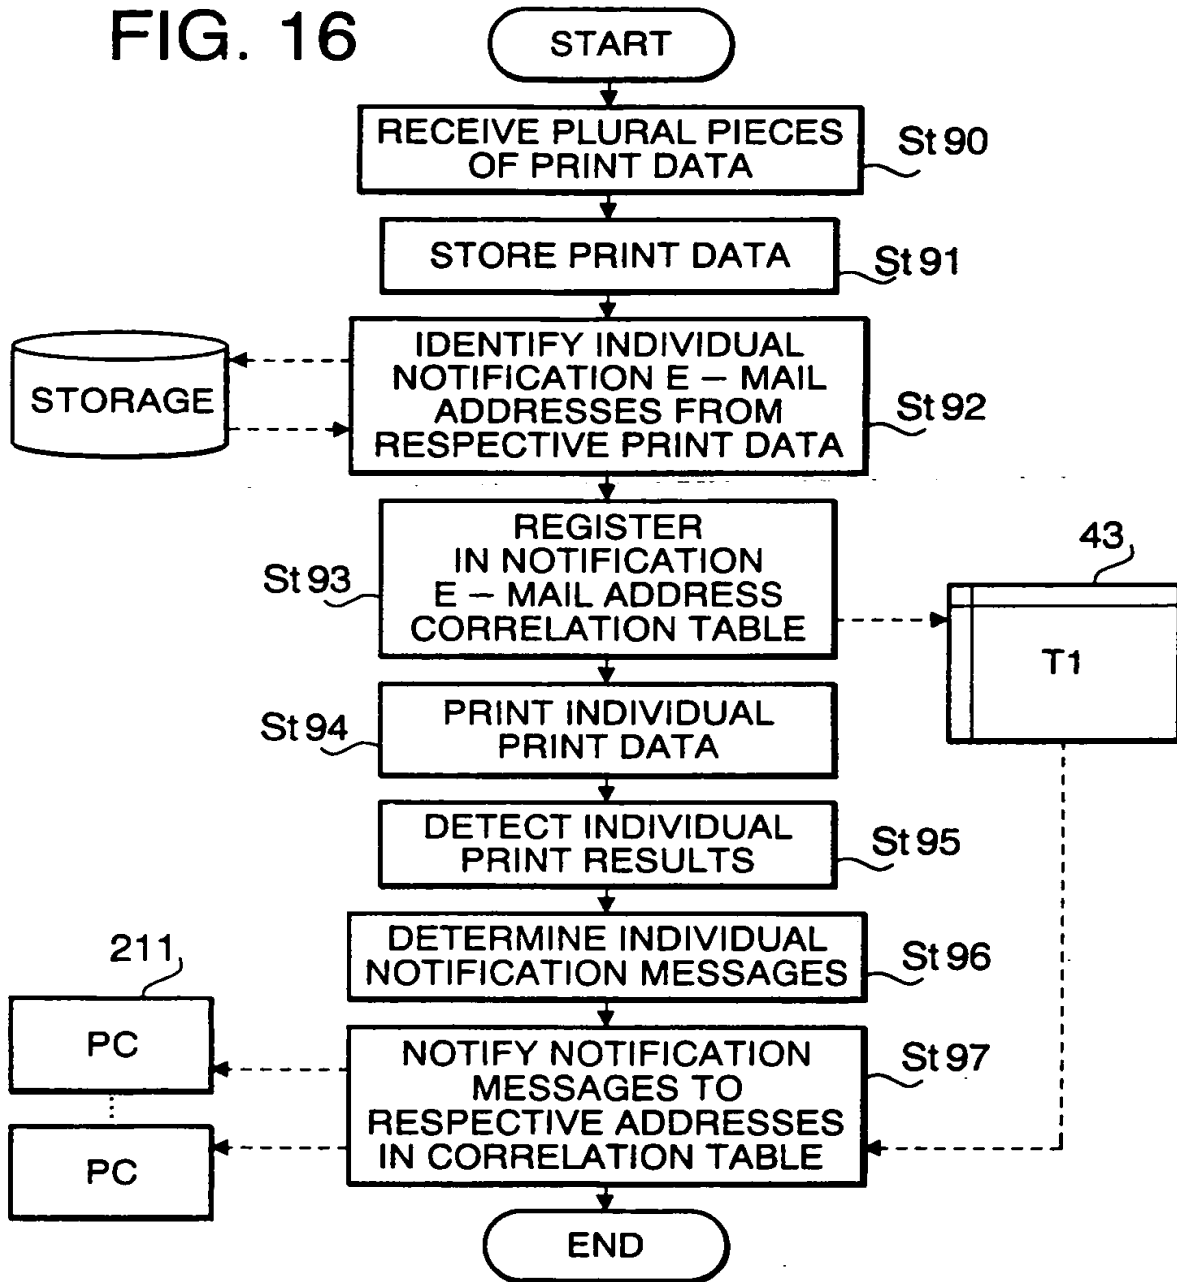 FIG. 16
START
RECEIVE PLURAL PIECES
OF PRINT DATA
St 90
STORE PRINT DATA
St 91
IDENTIFY INDIVIDUAL
NOTIFICATION E – MAIL
ADDRESSES FROM
RESPECTIVE PRINT DATA
St 92
STORAGE
REGISTER
IN NOTIFICATION
E – MAIL ADDRESS
CORRELATION TABLE
St 93
43
T1
PRINT INDIVIDUAL
PRINT DATA
St 94
DETECT INDIVIDUAL
PRINT RESULTS
St 95
DETERMINE INDIVIDUAL
NOTIFICATION MESSAGES
St 96
211
PC
NOTIFY NOTIFICATION
MESSAGES TO
RESPECTIVE ADDRESSES
IN CORRELATION TABLE
St 97
PC
END